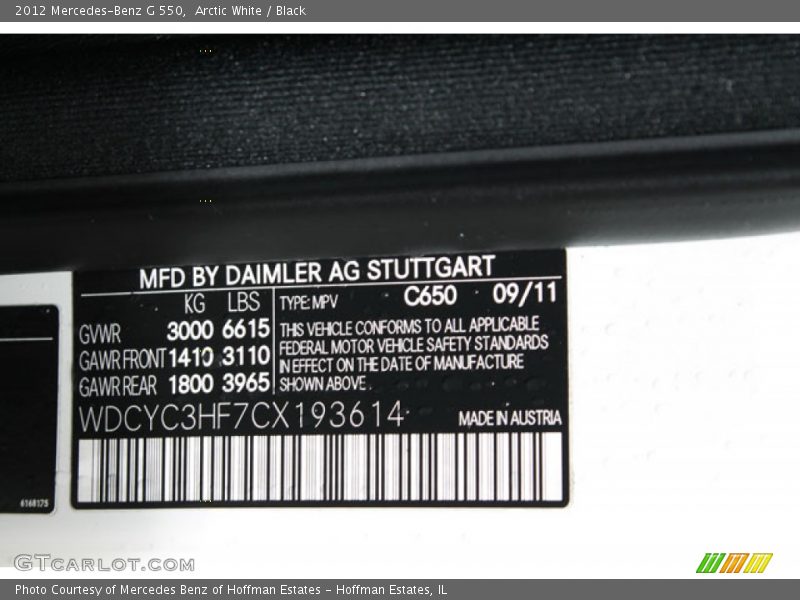 2012 Mercedes-Benz G 550,  Arctic White / Black
MFD BY DAIMLER AG STUTTGART
KG LBS TYPE: MPV C650 09/11
GVWR 3000 6615 THIS VEHICLE CONFORMS TO ALL APPLICABLE
GAWR FRONT 1410 3110 FEDERAL MOTOR VEHICLE SAFETY STANDARDS
IN EFFECT ON THE DATE OF MANUFACTURE
GAWR REAR 1800 3965 SHOWN ABOVE.
WDCYC3HF7CX193614 MADE IN AUSTRIA
6168175
GTCARLOT.COM
Photo Courtesy of Mercedes Benz of Hoffman Estates - Hoffman Estates, IL